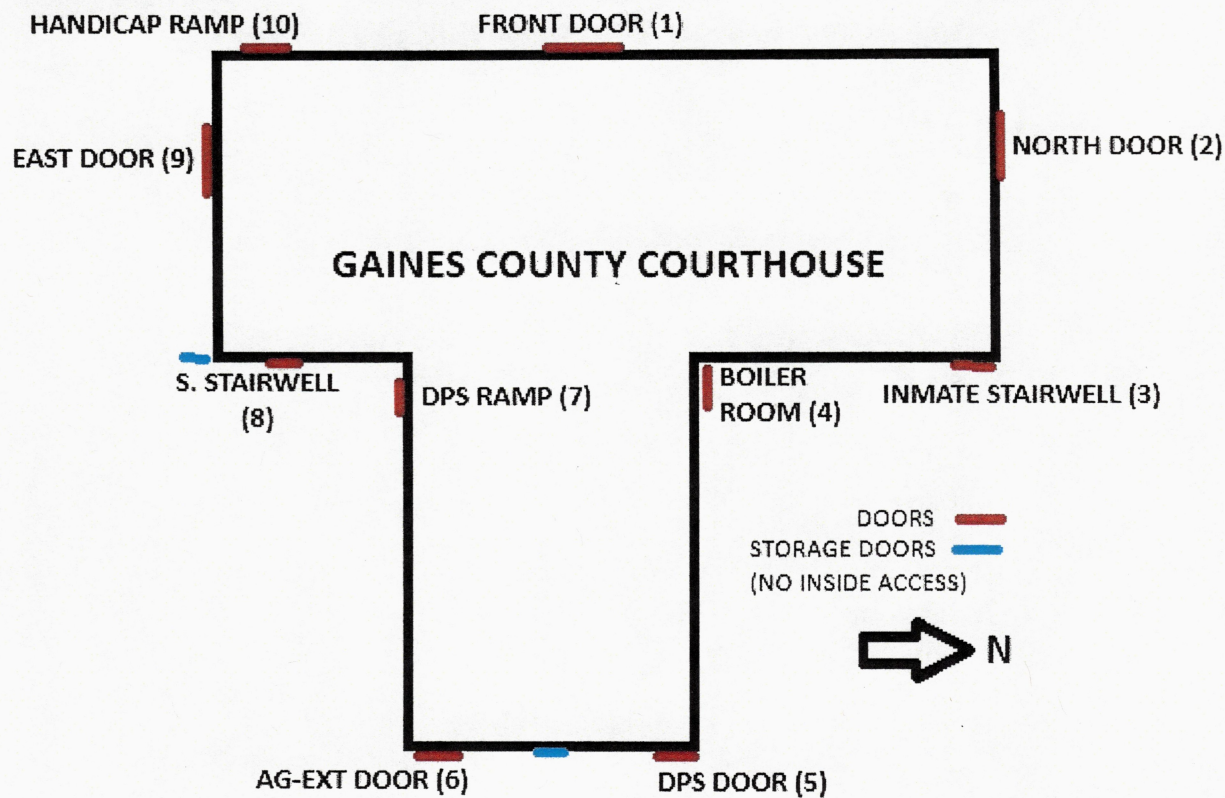 HANDICAP RAMP (10)
FRONT DOOR (1)
EAST DOOR (9)
NORTH DOOR (2)
GAINES COUNTY COURTHOUSE
S. STAIRWELL
(8)
DPS RAMP (7)
BOILER
ROOM (4)
INMATE STAIRWELL (3)
DOORS
STORAGE DOORS
(NO INSIDE ACCESS)
N
AG-EXT DOOR (6)
DPS DOOR (5)